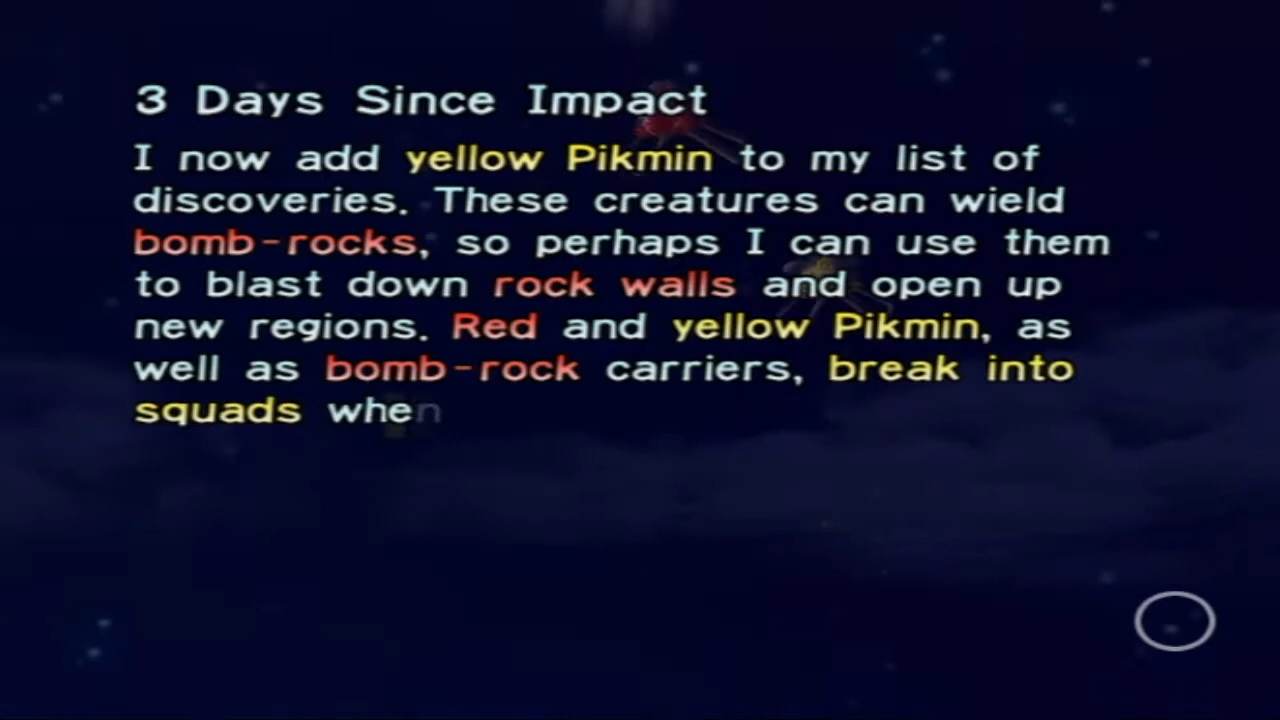 3 Days Since Impact
I now add yellow Pikmin to my list of
discoveries. These creatures can wield
bomb-rocks, so perhaps I can use them
to blast down rock walls and open up
new regions. Red and yellow Pikmin, as
well as bomb-rock carriers, break into
squads when